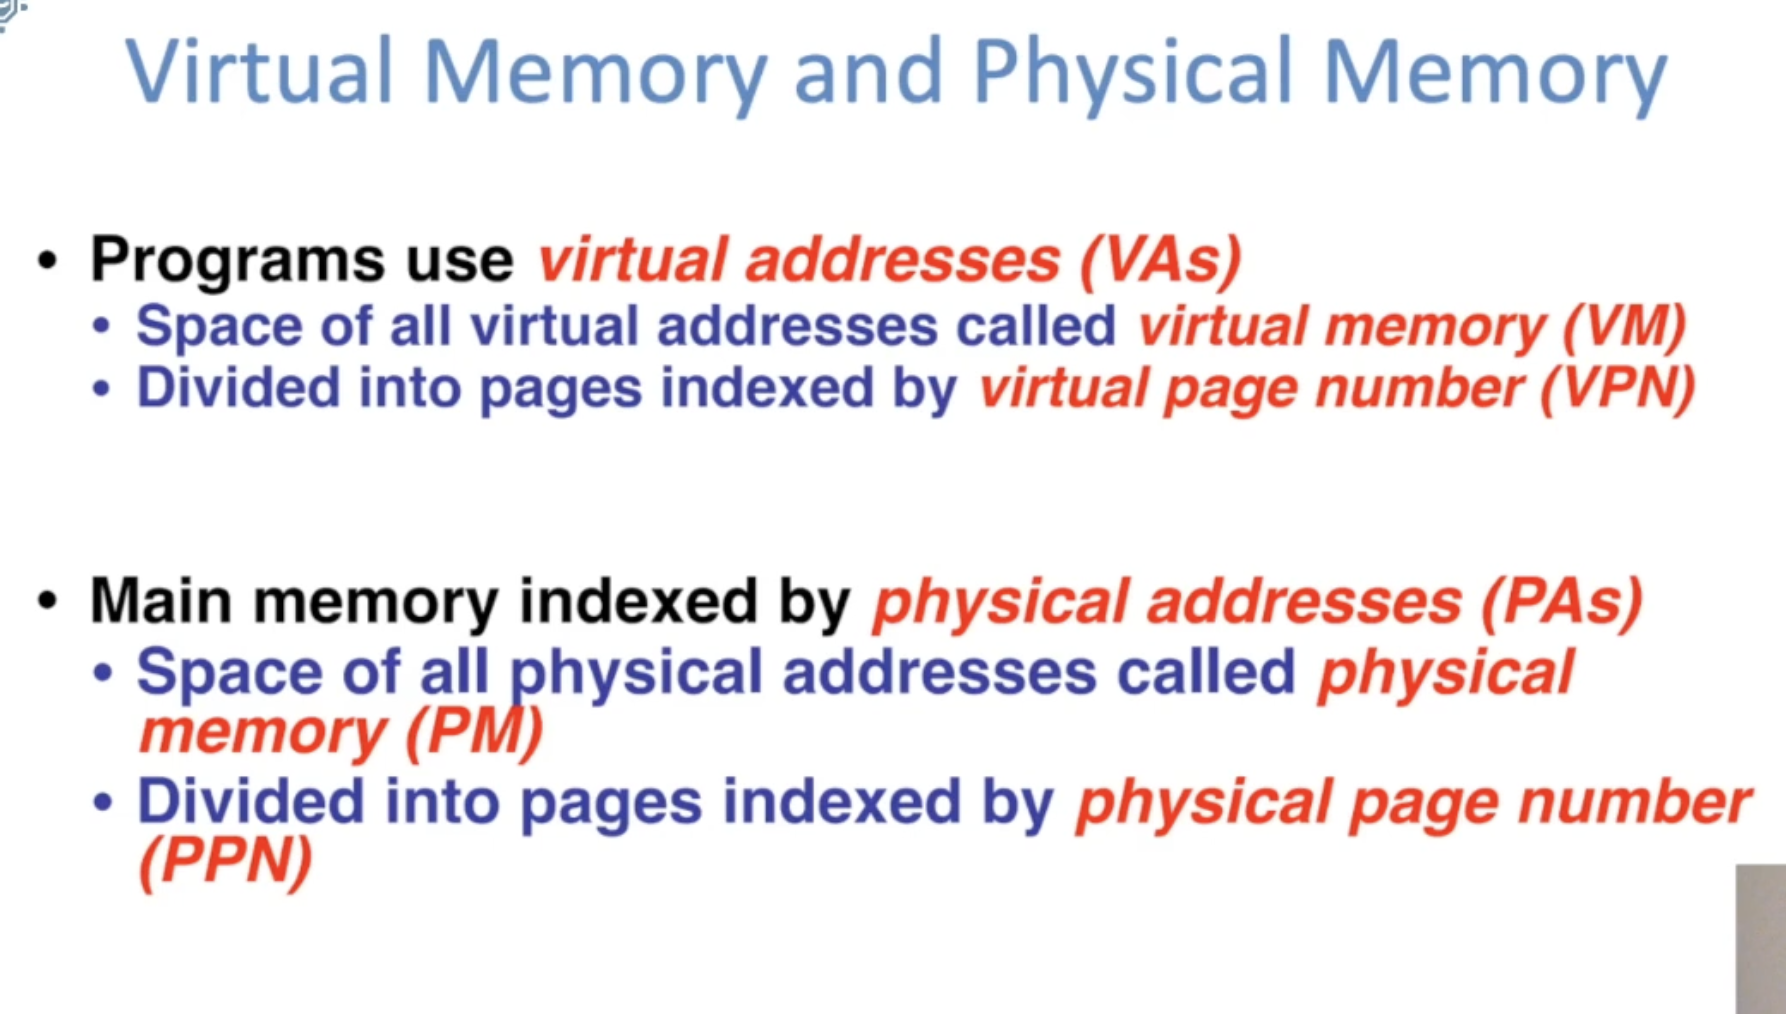 Virtual Memory and Physical Memory
• Programs use virtual addresses (VAs)
• Space of all virtual addresses called virtual memory (VM)
• Divided into pages indexed by virtual page number (VPN)
• Main memory indexed by physical addresses (PAs)
• Space of all physical addresses called physical
memory (PM)
• Divided into pages indexed by physical page number
(PPN)